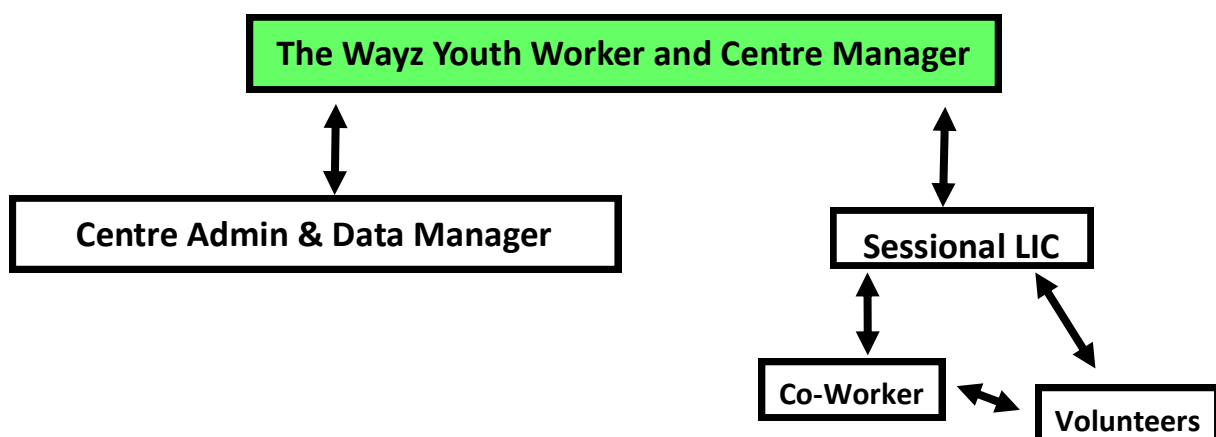 The Wayz Youth Worker and Centre Manager
Centre Admin & Data Manager
Sessional LIC
Co-Worker
Volunteers